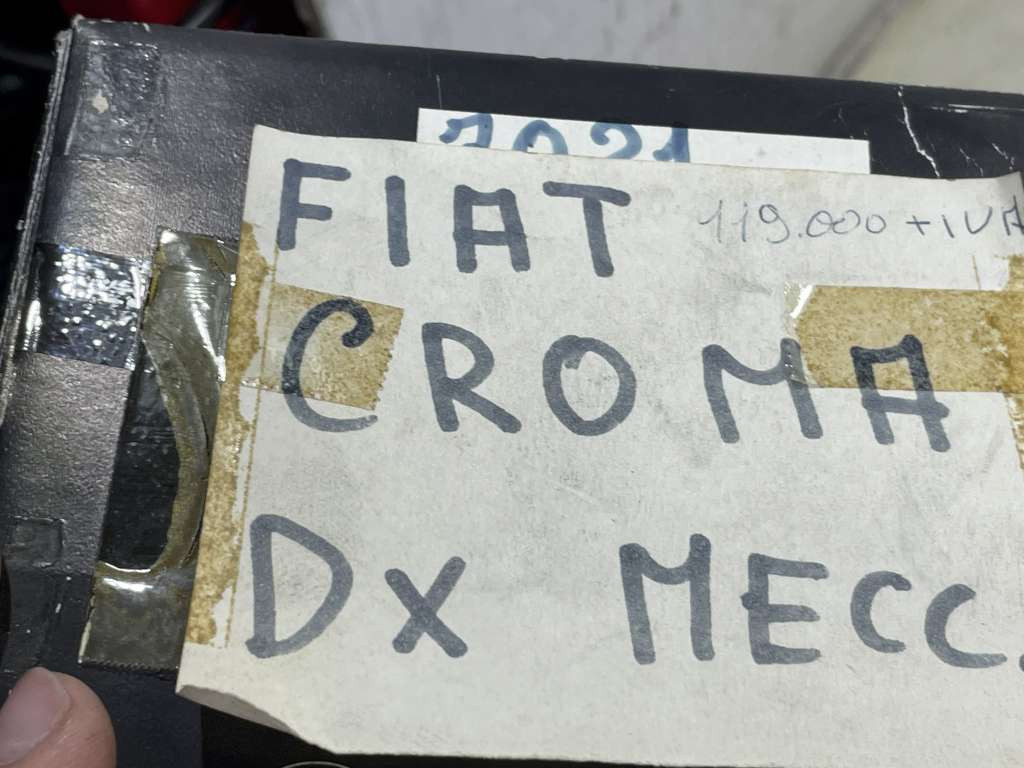 FIAT 119.000 + IVA
CROMA
Dx MECC.